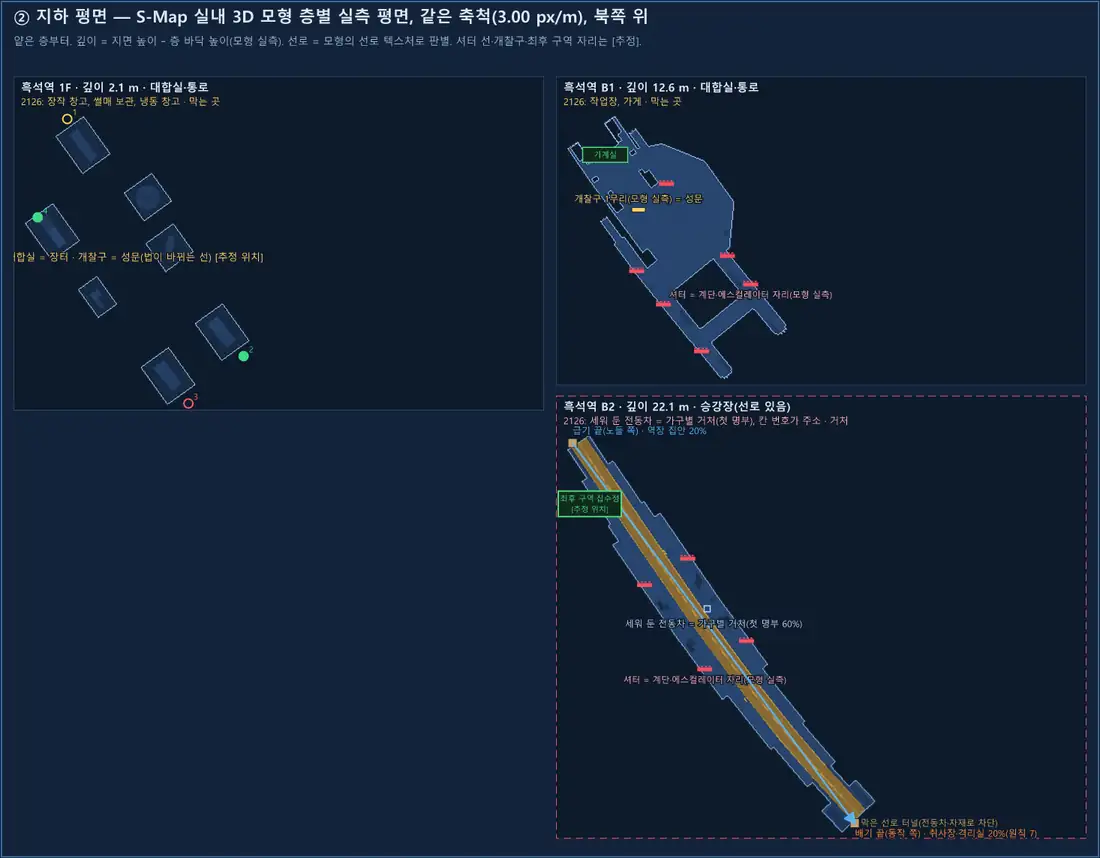 ② 지하 평면 — S-Map 실내 3D 모형 층별 실측 평면, 같은 축척(3.00 px/m), 북쪽 위
얕은 층부터. 깊이 = 지면 높이 – 층 바닥 높이(모형 실측). 선로 = 모형의 선로 텍스처로 판별. 셔터 선·개찰구·최후 구역 자리는 [추정].
흑석역 1F · 깊이 2.1 m · 대합실·통로
2126: 장작 창고, 썰매 보관, 냉동 창고 · 막는 곳
1
4
합실 = 장터 · 개찰구 = 성문(법이 바뀌는 선) [추정 위치]
2
3
흑석역 B1 · 깊이 12.6 m · 대합실·통로
2126: 작업장, 가게 · 막는 곳
기계실
개찰구 1무리(모형 실측) = 성문
셔터 = 계단·에스컬레이터 자리(모형 실측)
흑석역 B2 · 깊이 22.1 m · 승강장(선로 있음)
2126: 세워 둔 전동차 = 가구별 거처(첫 명부), 칸 번호가 주소 · 거처
급기 끝(노들 쪽) · 역장 집안 20%
최후 구역 집수정
[추정 위치]
세워 둔 전동차 = 가구별 거처(첫 명부 60%)
셔터 = 계단·에스컬레이터 자리(모형 실측)
막은 선로 터널(전동차·자재로 차단)
배기 끝(동작 쪽) · 취사장·격리실 20%(원칙 7)